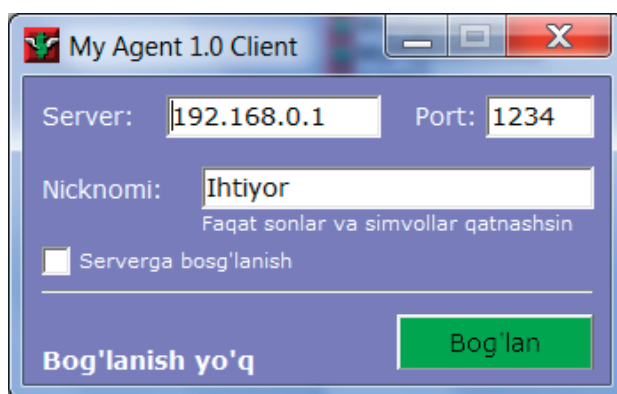 My Agent 1.0 Client
Server: 192.168.0.1 Port: 1234
Nicknomi: Ihtiyor
Faqat sonlar va simvollar qatnashsin
Serverga bosg'lanish
Bog'lanish yo'q Bog'lan